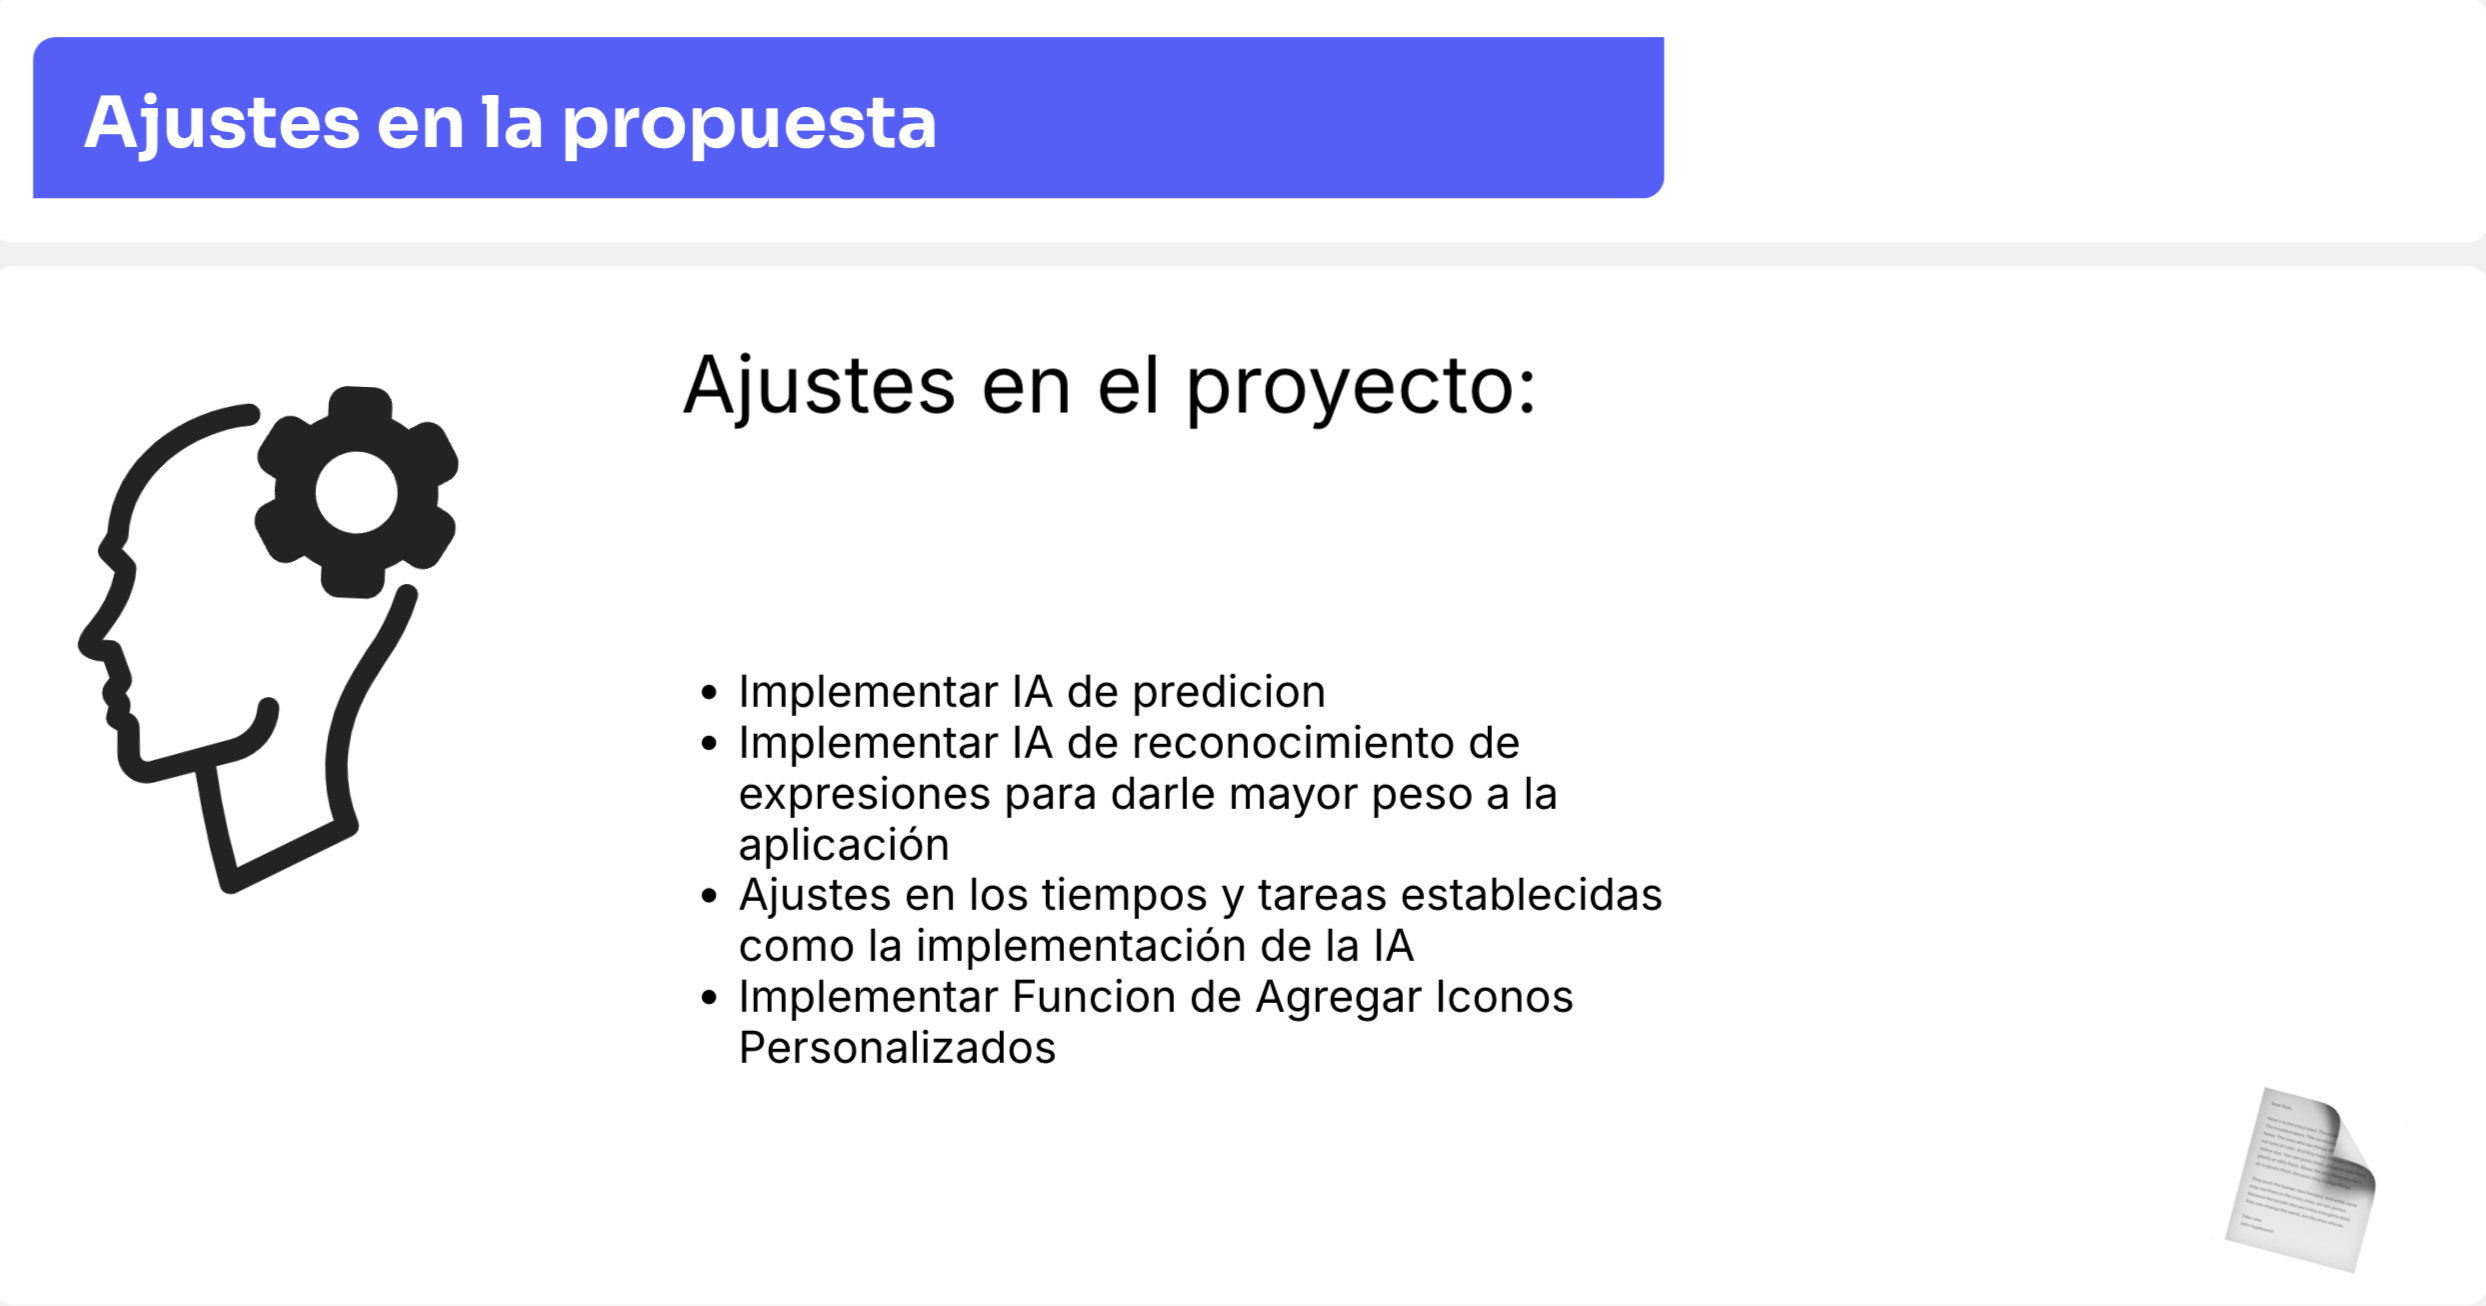 Ajustes en la propuesta
Ajustes en el proyecto:
• Implementar IA de predicion
• Implementar IA de reconocimiento de
expresiones para darle mayor peso a la
aplicación
• Ajustes en los tiempos y tareas establecidas
como la implementación de la IA
• Implementar Funcion de Agregar Iconos
Personalizados